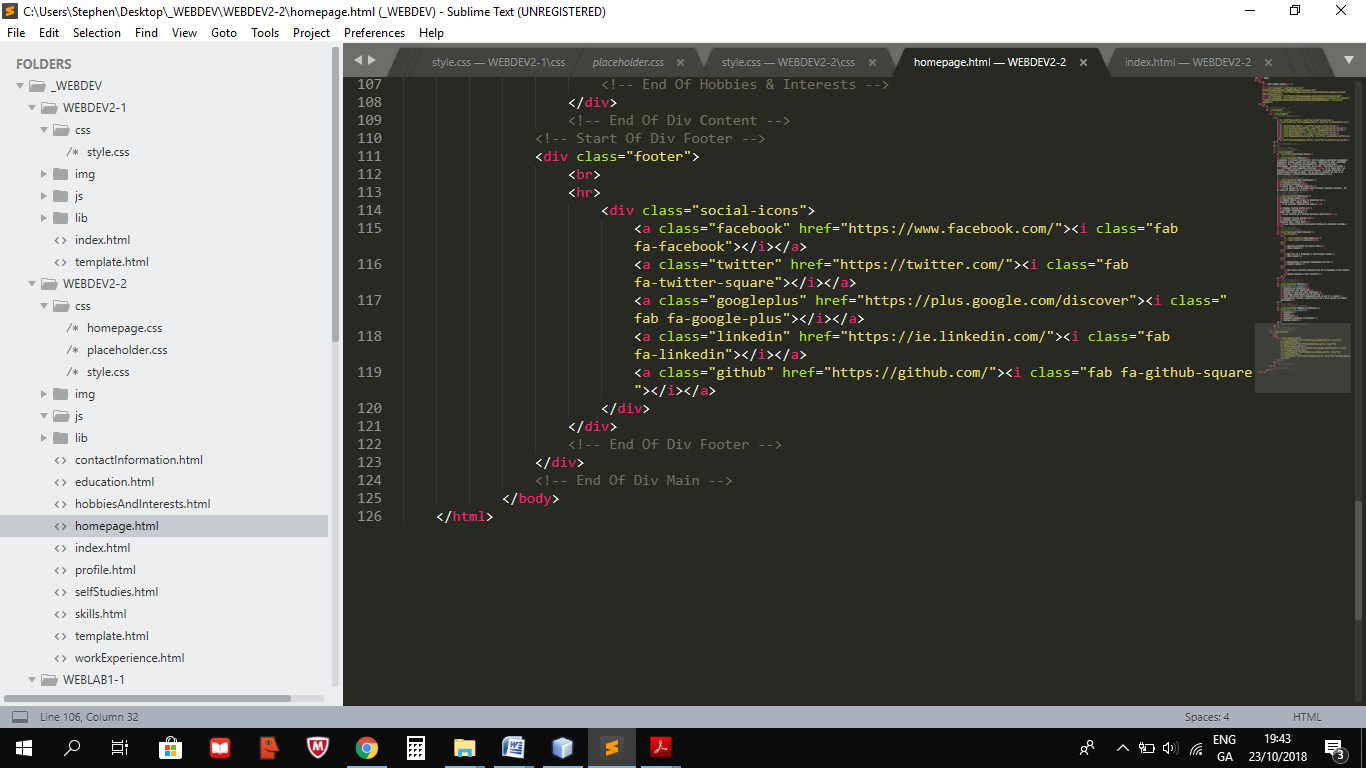 C:\Users\Stephen\Desktop\_WEBDEV\WEBDEV2-2\homepage.html (_WEBDEV) - Sublime Text (UNREGISTERED)
File Edit Selection Find View Goto Tools Project Preferences Help
FOLDERS
_WEBDEV
WEBDEV2-1
css
/* style.css
img
js
lib
<> index.html
<> template.html
WEBDEV2-2
css
/* homepage.css
/* placeholder.css
/* style.css
img
js
lib
<> contactInformation.html
<> education.html
<> hobbiesAndInterests.html
<> homepage.html
<> index.html
<> profile.html
<> selfStudies.html
<> skills.html
<> template.html
<> workExperience.html
WEBLAB1-1
style.css — WEBDEV2-1\css
placeholder.css
style.css — WEBDEV2-2\css
homepage.html — WEBDEV2-2
index.html — WEBDEV2-2
107 <!-- End Of Hobbies & Interests -->
108 </div>
109 <!-- End Of Div Content -->
110 <!-- Start Of Div Footer -->
111 <div class="footer">
112 <br>
113 <hr>
114 <div class="social-icons">
115 <a class="facebook" href="https://www.facebook.com/"><i class="fab
fa-facebook"></i></a>
116 <a class="twitter" href="https://twitter.com/"><i class="fab
fa-twitter-square"></i></a>
117 <a class="googleplus" href="https://plus.google.com/discover"><i class="
fab fa-google-plus"></i></a>
118 <a class="linkedin" href="https://ie.linkedin.com/"><i class="fab
fa-linkedin"></i></a>
119 <a class="github" href="https://github.com/"><i class="fab fa-github-square
"></i></a>
120 </div>
121 </div>
122 <!-- End Of Div Footer -->
123 </div>
124 <!-- End Of Div Main -->
125 </body>
126 </html>
Line 106, Column 32
Spaces: 4
HTML
ENG
GA
19:43
23/10/2018
3